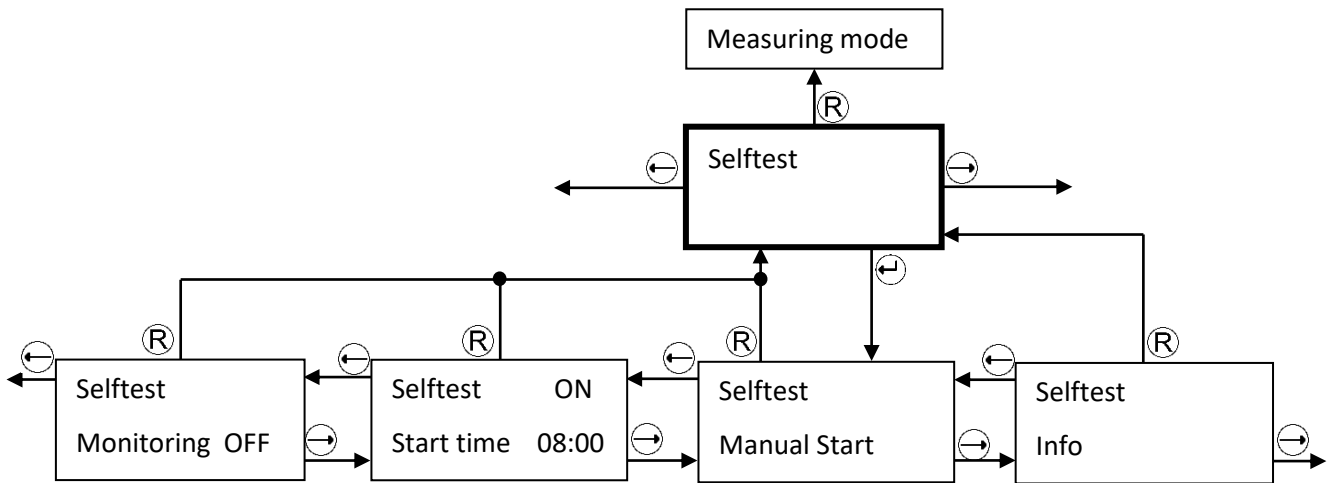 Measuring mode
R
Selftest
R
R
R
R
Selftest
Monitoring OFF
Selftest ON
Start time 08:00
Selftest
Manual Start
Selftest
Info